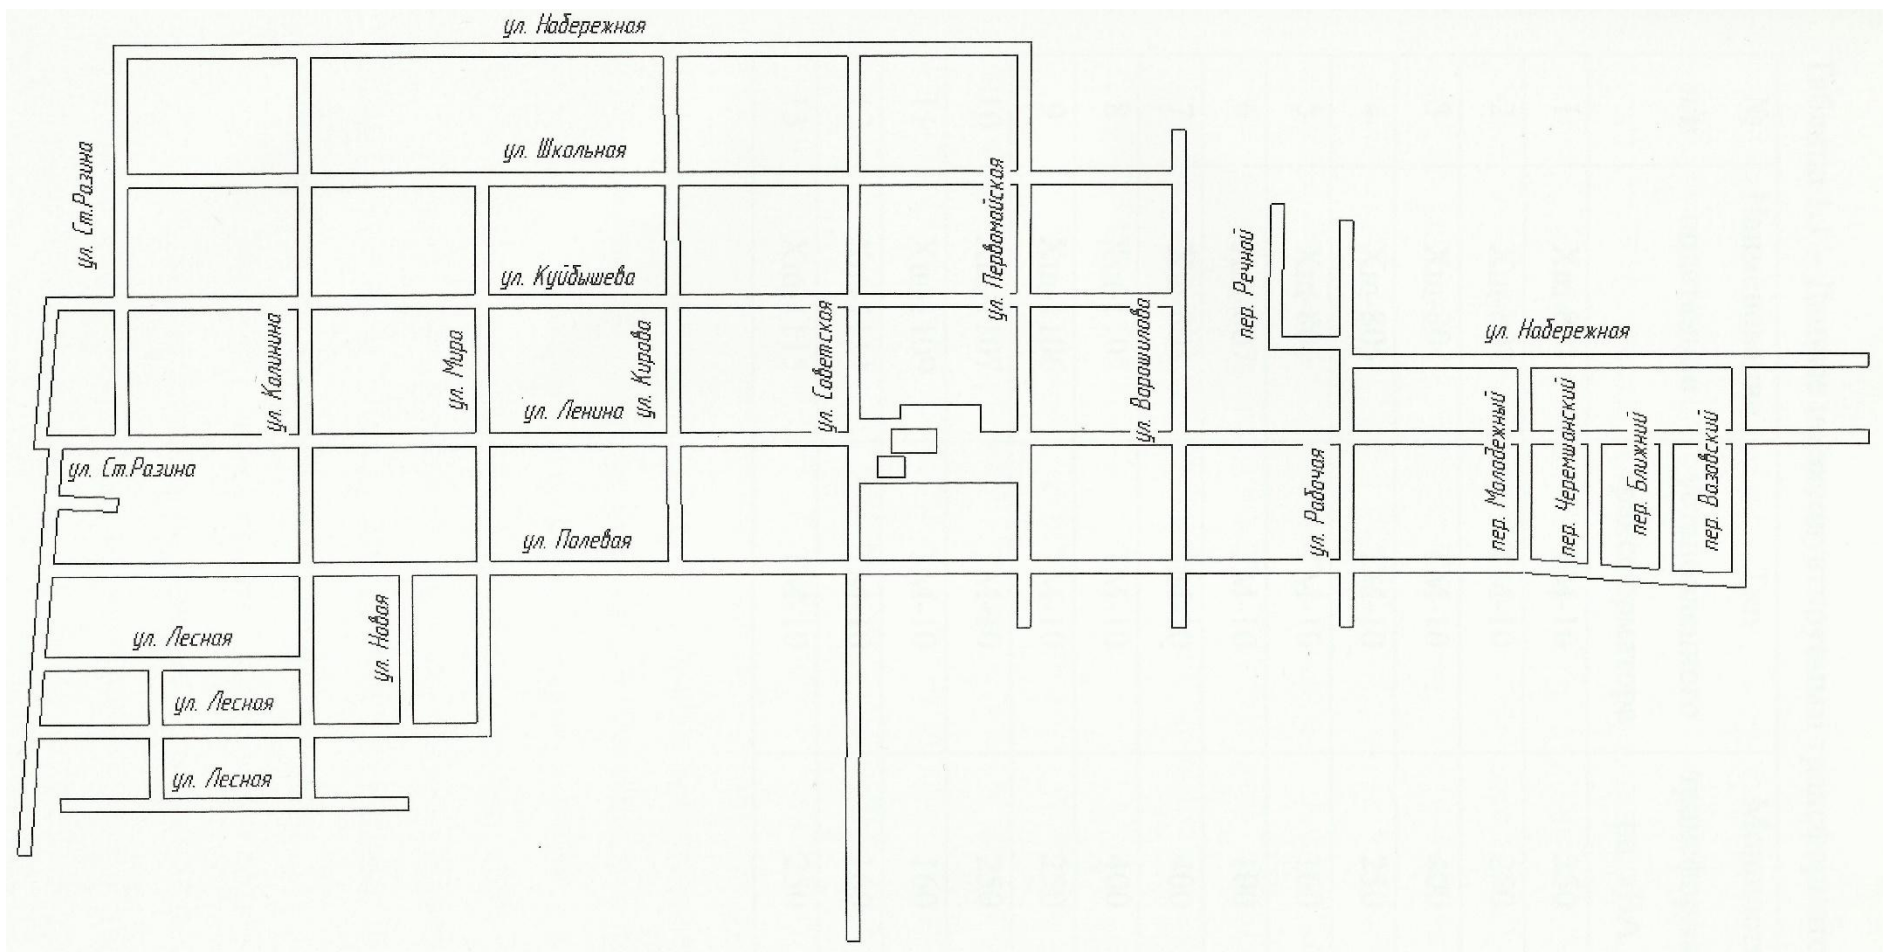 ул. Набережная
ул. Школьная
ул. Ст.Разина
ул. Первомайская
ул. Куйбышева
пер. Речной
ул. Набережная
ул. Калинина
ул. Мира
ул. Кирова
ул. Советская
ул. Ворошилова
ул. Ленина
ул. Ст.Разина
ул. Рабочая
пер. Молодежный
пер. Черемшанский
пер. Ближний
пер. Вазовский
ул. Полевая
ул. Лесная
ул. Новая
ул. Лесная
ул. Лесная